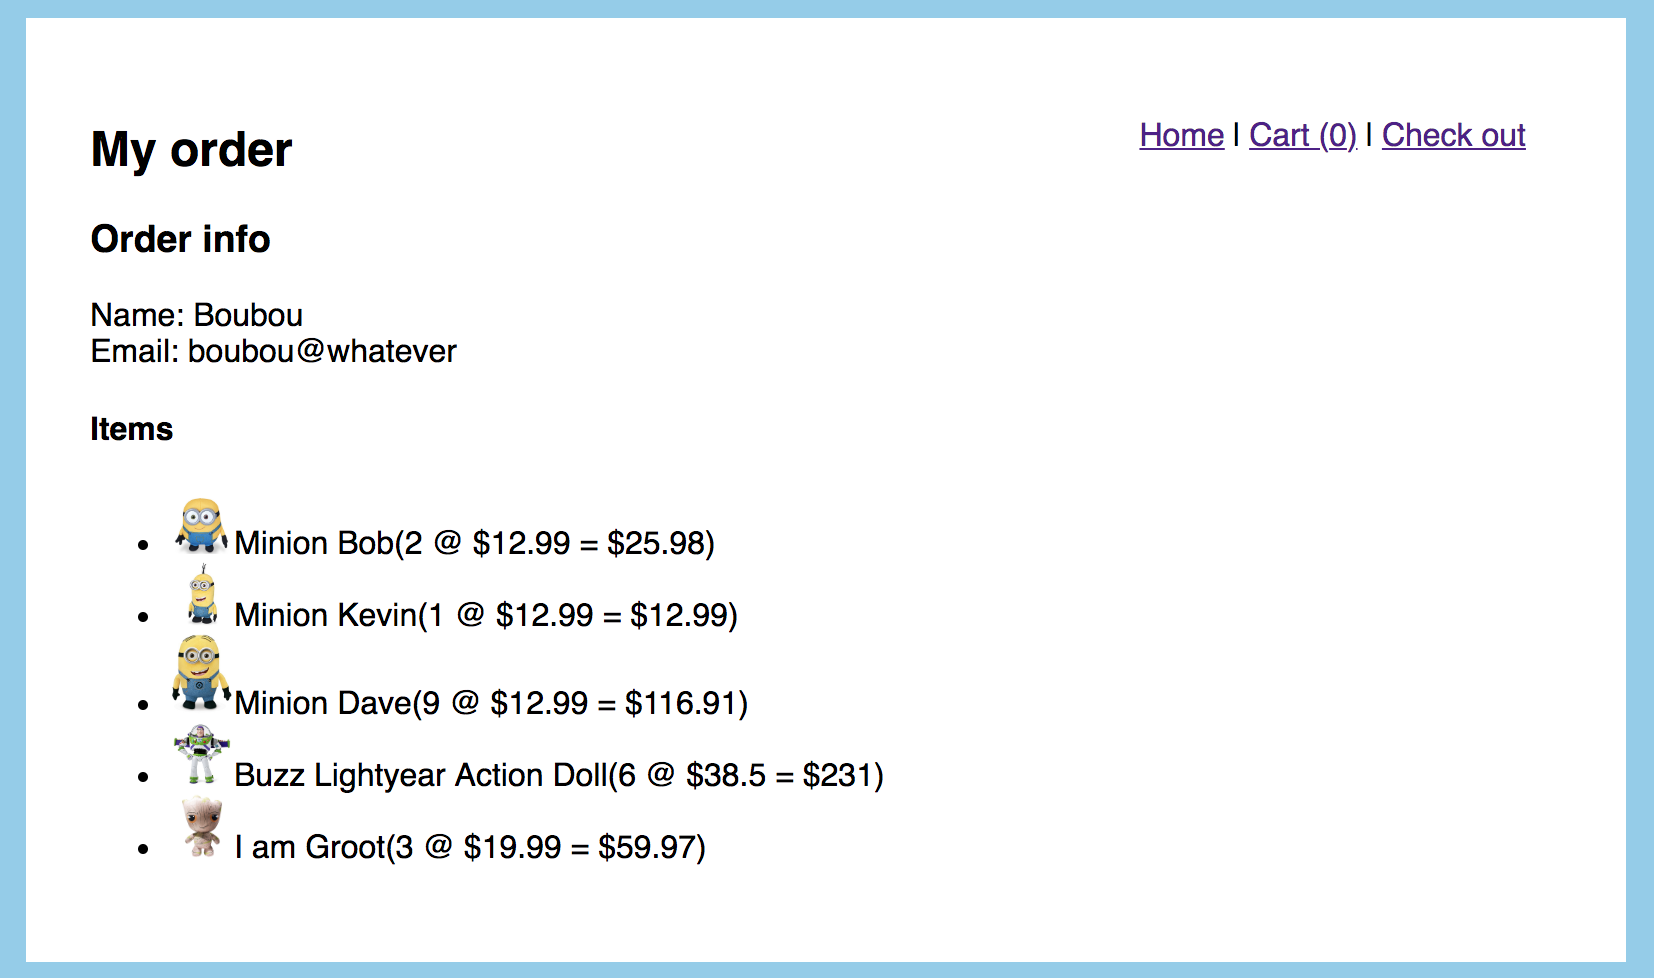 My order
Home | Cart (0) | Check out
Order info
Name: Boubou
Email: boubou@whatever
Items
Minion Bob(2 @ $12.99 = $25.98)
Minion Kevin(1 @ $12.99 = $12.99)
Minion Dave(9 @ $12.99 = $116.91)
Buzz Lightyear Action Doll(6 @ $38.5 = $231)
I am Groot(3 @ $19.99 = $59.97)